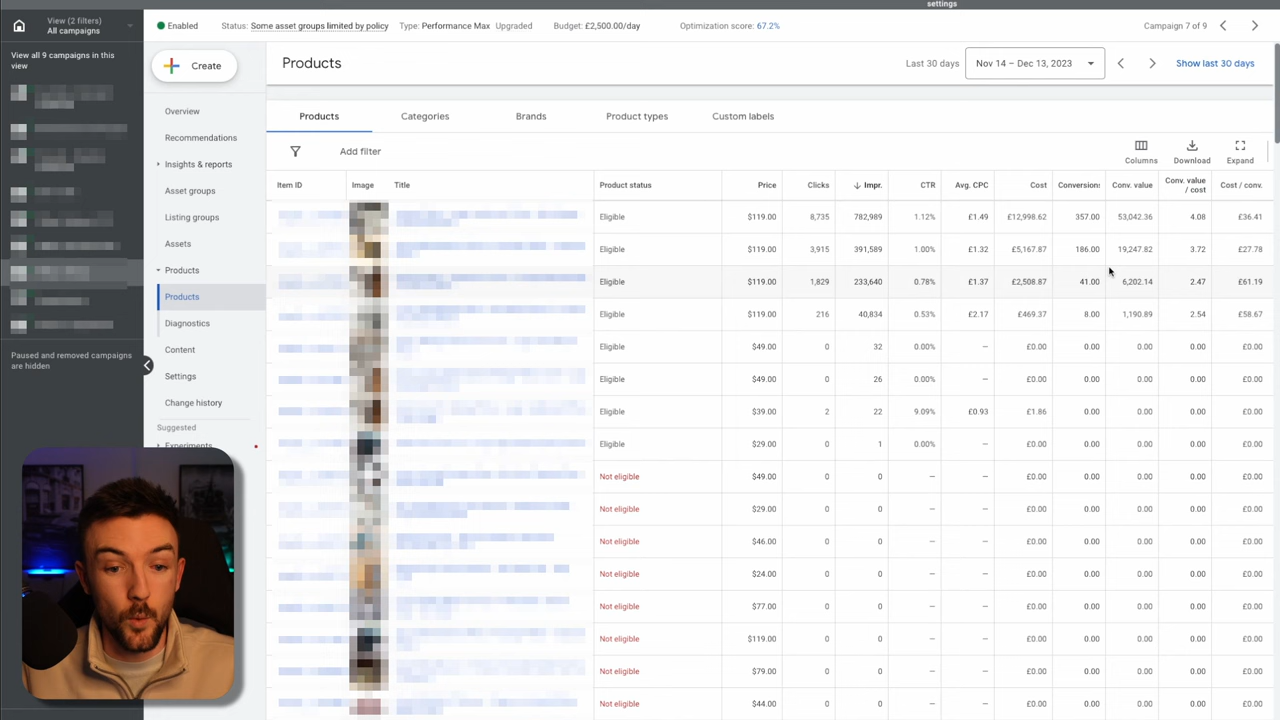 settings
View (2 filters)
All campaigns
Enabled Status: Some asset groups limited by policy Type: Performance Max Upgraded Budget: £2,500.00/day Optimization score: 67.2% Campaign 7 of 9
View all 9 campaigns in this
view
Paused and removed campaigns
are hidden
Create
Overview
Recommendations
Insights & reports
Asset groups
Listing groups
Assets
Products
Products
Diagnostics
Content
Settings
Change history
Suggested
Experiments
Products Last 30 days Nov 14 – Dec 13, 2023 Show last 30 days
Products Categories Brands Product types Custom labels
Add filter
Columns Download Expand
Item ID Image Title Product status Price Clicks Impr. CTR Avg. CPC Cost Conversions Conv. value Conv. value / cost Cost / conv.
Eligible $119.00 8,735 782,989 1.12% £1.49 £12,998.62 357.00 53,042.36 4.08 £36.41
Eligible $119.00 3,915 391,589 1.00% £1.32 £5,167.87 186.00 19,247.82 3.72 £27.78
Eligible $119.00 1,829 233,640 0.78% £1.37 £2,508.87 41.00 6,202.14 2.47 £61.19
Eligible $119.00 216 40,834 0.53% £2.17 £469.37 8.00 1,190.89 2.54 £58.67
Eligible $49.00 0 32 0.00% — £0.00 0.00 0.00 0.00 £0.00
Eligible $49.00 0 26 0.00% — £0.00 0.00 0.00 0.00 £0.00
Eligible $39.00 2 22 9.09% £0.93 £1.86 0.00 0.00 0.00 £0.00
Eligible $29.00 0 1 0.00% — £0.00 0.00 0.00 0.00 £0.00
Not eligible $49.00 0 0 — — £0.00 0.00 0.00 0.00 £0.00
Not eligible $29.00 0 0 — — £0.00 0.00 0.00 0.00 £0.00
Not eligible $46.00 0 0 — — £0.00 0.00 0.00 0.00 £0.00
Not eligible $24.00 0 0 — — £0.00 0.00 0.00 0.00 £0.00
Not eligible $77.00 0 0 — — £0.00 0.00 0.00 0.00 £0.00
Not eligible $119.00 0 0 — — £0.00 0.00 0.00 0.00 £0.00
Not eligible $79.00 0 0 — — £0.00 0.00 0.00 0.00 £0.00
Not eligible $44.00 0 0 — — £0.00 0.00 0.00 0.00 £0.00